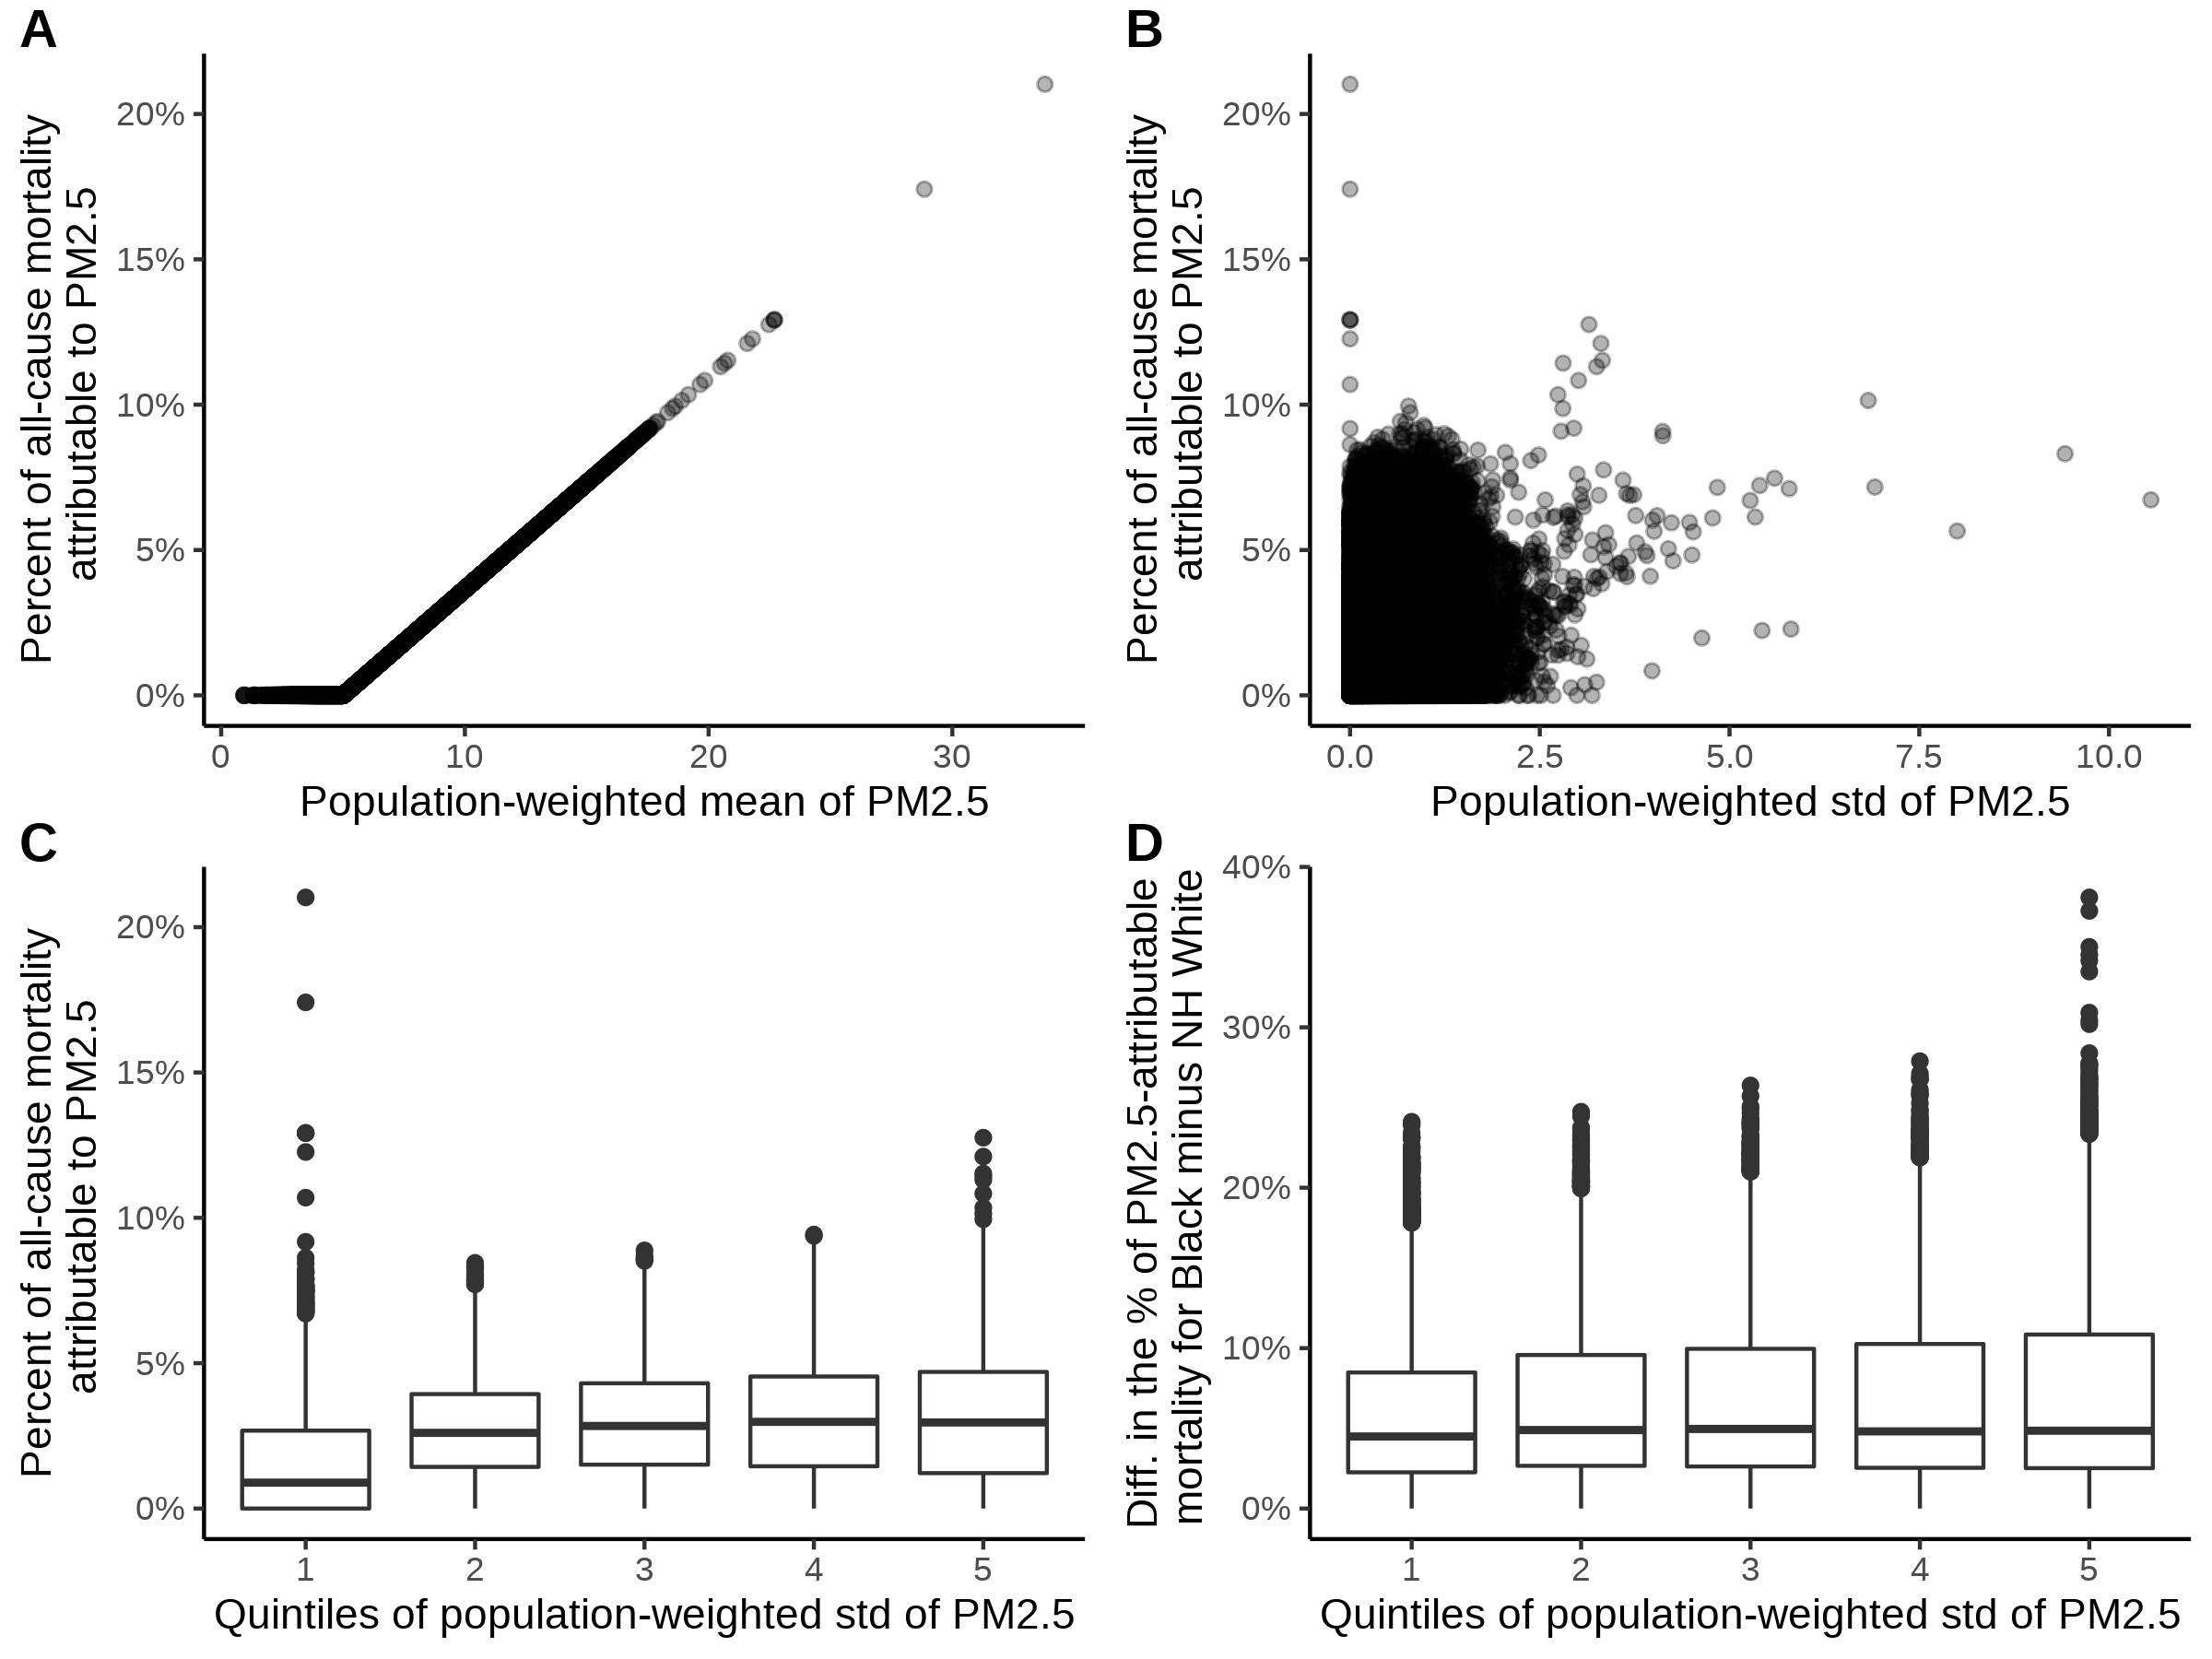 A
Percent of all-cause mortality
attributable to PM2.5
20%
15%
10%
5%
0%
0 10 20 30
Population-weighted mean of PM2.5
B
Percent of all-cause mortality
attributable to PM2.5
20%
15%
10%
5%
0%
0.0 2.5 5.0 7.5 10.0
Population-weighted std of PM2.5
C
Percent of all-cause mortality
attributable to PM2.5
20%
15%
10%
5%
0%
1 2 3 4 5
Quintiles of population-weighted std of PM2.5
D
Diff. in the % of PM2.5-attributable
mortality for Black minus NH White
40%
30%
20%
10%
0%
1 2 3 4 5
Quintiles of population-weighted std of PM2.5